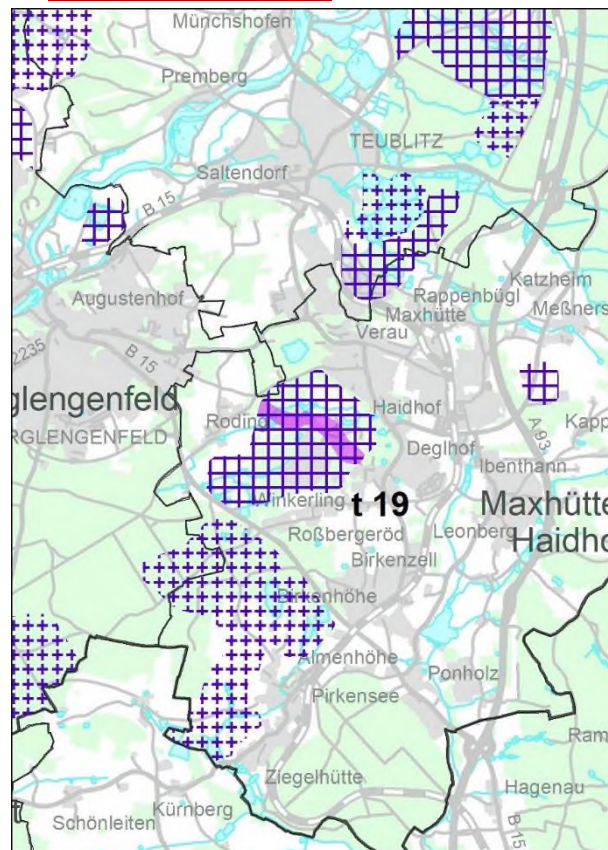 Münchshofen
Premberg
TEUBLITZ
Saltendorf
B 15
Augustenhof
Katzheim
Rappenbügl
Meßners
Maxhütte
Verau
2235
B 15
glengenfeld
RGLENGENFELD
Roding
Haidhof
A 93
Kapp
Deglhof
Ibenthann
Winkerling
t 19
Maxhütte
Haidho
Roßbergeröd
Leonberg
Birkenzell
Birkenhöhe
Almenhöhe
Ponholz
Pirkensee
Ram
Ziegelhütte
Hagenau
Kürnberg
Schönleiten
B 15